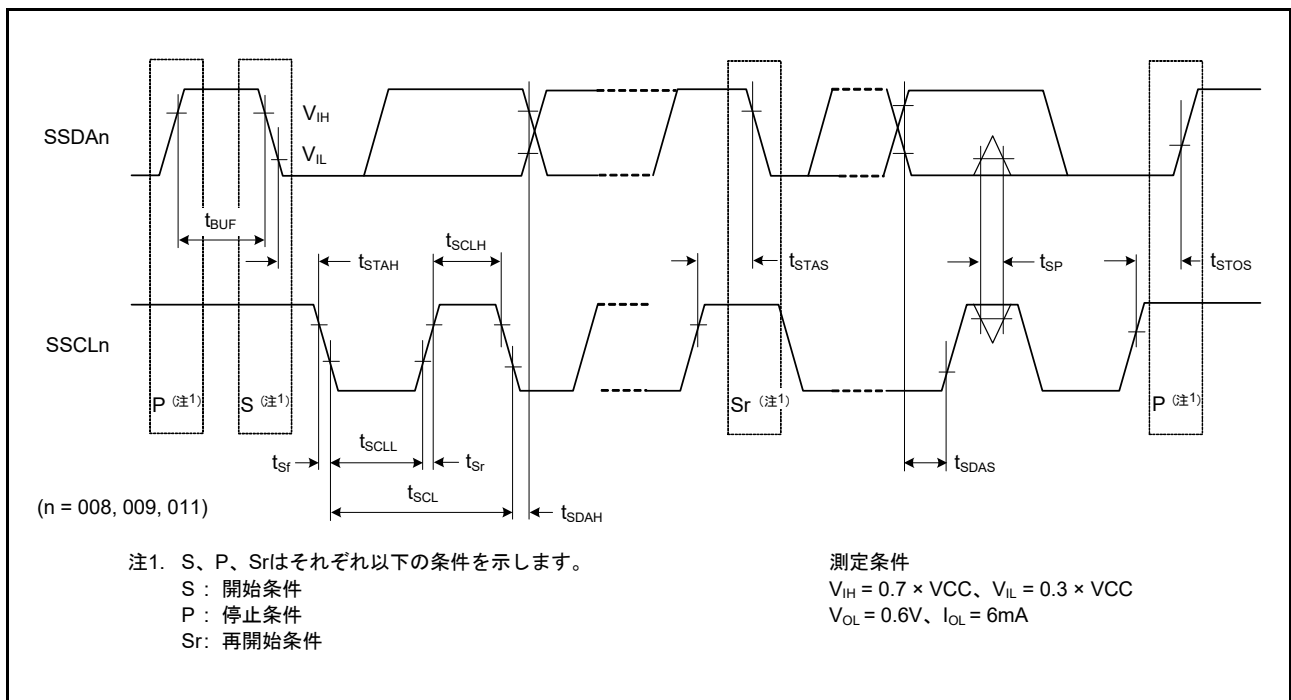 SSDAn
VIH
VIL
tBUF
tSTAH
tSCLH
tSTAS
tSP
tSTOS
SSCLn
P（注1）
S（注1）
Sr（注1）
P（注1）
tSf
tSCLL
tSr
tSDAS
tSCL
tSDAH
(n = 008, 009, 011)
注1. S、P、Srはそれぞれ以下の条件を示します。
S : 開始条件
P : 停止条件
Sr: 再開始条件
測定条件
VIH = 0.7 × VCC、VIL = 0.3 × VCC
VOL = 0.6V、IOL = 6mA